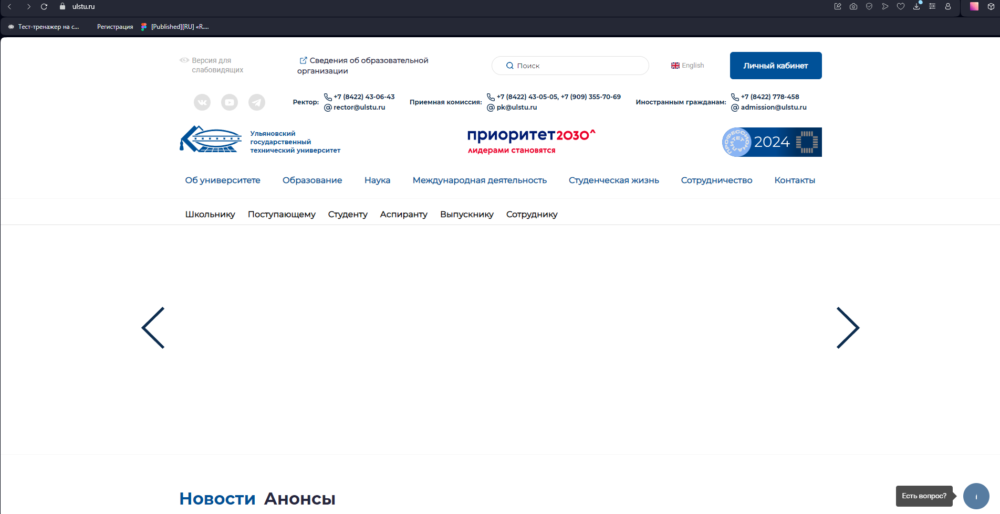 ulstu.ru
Тест-тренажер на с...
Регистрация
[Published][RU] «R....
Версия для
слабовидящих
Сведения об образовательной
организации
Поиск
English
Личный кабинет
Ректор:
+7 (8422) 43-06-43
rector@ulstu.ru
Приемная комиссия:
+7 (8422) 43-05-05, +7 (909) 355-70-69
pk@ulstu.ru
Иностранным гражданам:
+7 (8422) 778-458
admission@ulstu.ru
Ульяновский
государственный
технический университет
приоритет2030^
лидерами становятся
ПРОФЕССИОНАЛИТЕТ
2024
Об университете
Образование
Наука
Международная деятельность
Студенческая жизнь
Сотрудничество
Контакты
Школьнику
Поступающему
Студенту
Аспиранту
Выпускнику
Сотруднику
Новости
Анонсы
Есть вопрос?